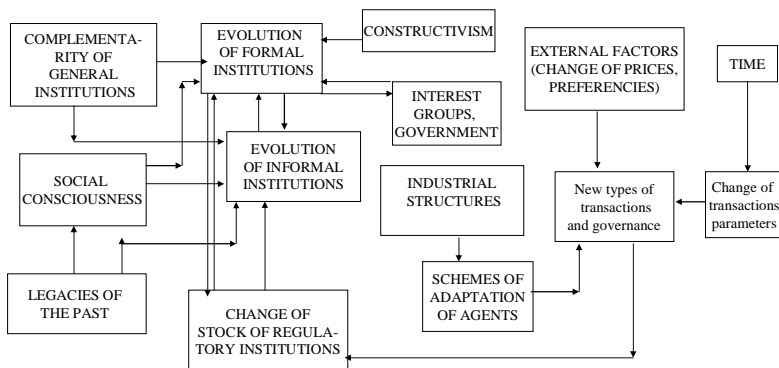 COMPLEMENTA-
RITY OF
GENERAL
INSTITUTIONS
EVOLUTION
OF FORMAL
INSTITUTIONS
CONSTRUCTIVISM
EXTERNAL FACTORS
(CHANGE OF PRICES,
PREFERENCIES)
TIME
INTEREST
GROUPS,
GOVERNMENT
EVOLUTION
OF INFORMAL
INSTITUTIONS
SOCIAL
CONSCIOUSNESS
INDUSTRIAL
STRUCTURES
New types of
transactions
and governance
Change of
transactions
parameters
LEGACIES OF
THE PAST
CHANGE OF
STOCK OF REGULA-
TORY INSTITUTIONS
SCHEMES OF
ADAPTATION
OF AGENTS